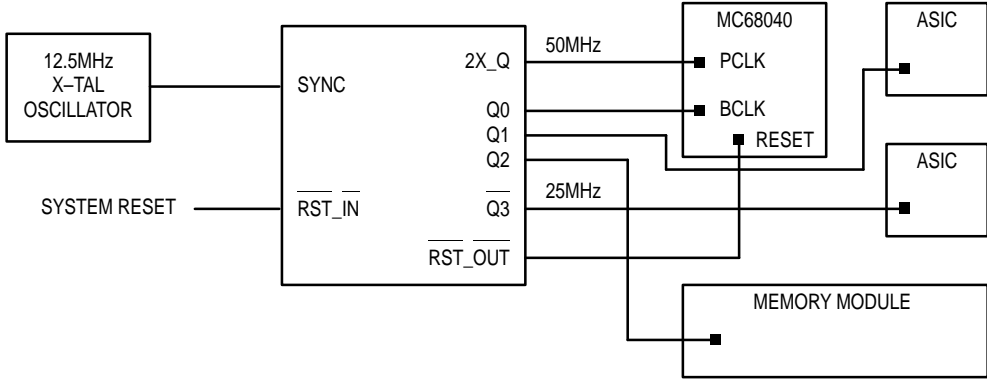 12.5MHz
X–TAL
OSCILLATOR
SYSTEM RESET
SYNC
RST_IN
2X_Q
Q0
Q1
Q2
Q3
RST_OUT
50MHz
25MHz
MC68040
PCLK
BCLK
RESET
ASIC
ASIC
MEMORY MODULE